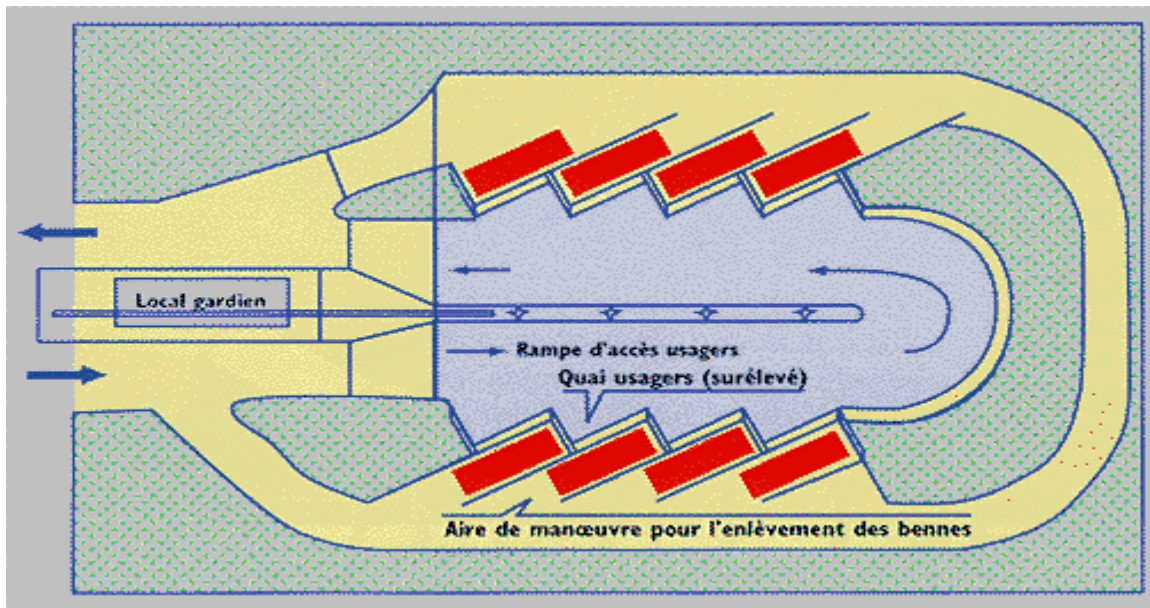 Local gardien
Rampe d'accès usagers
Quai usagers (surélevé)
Aire de manœuvre pour l'enlèvement des bennes